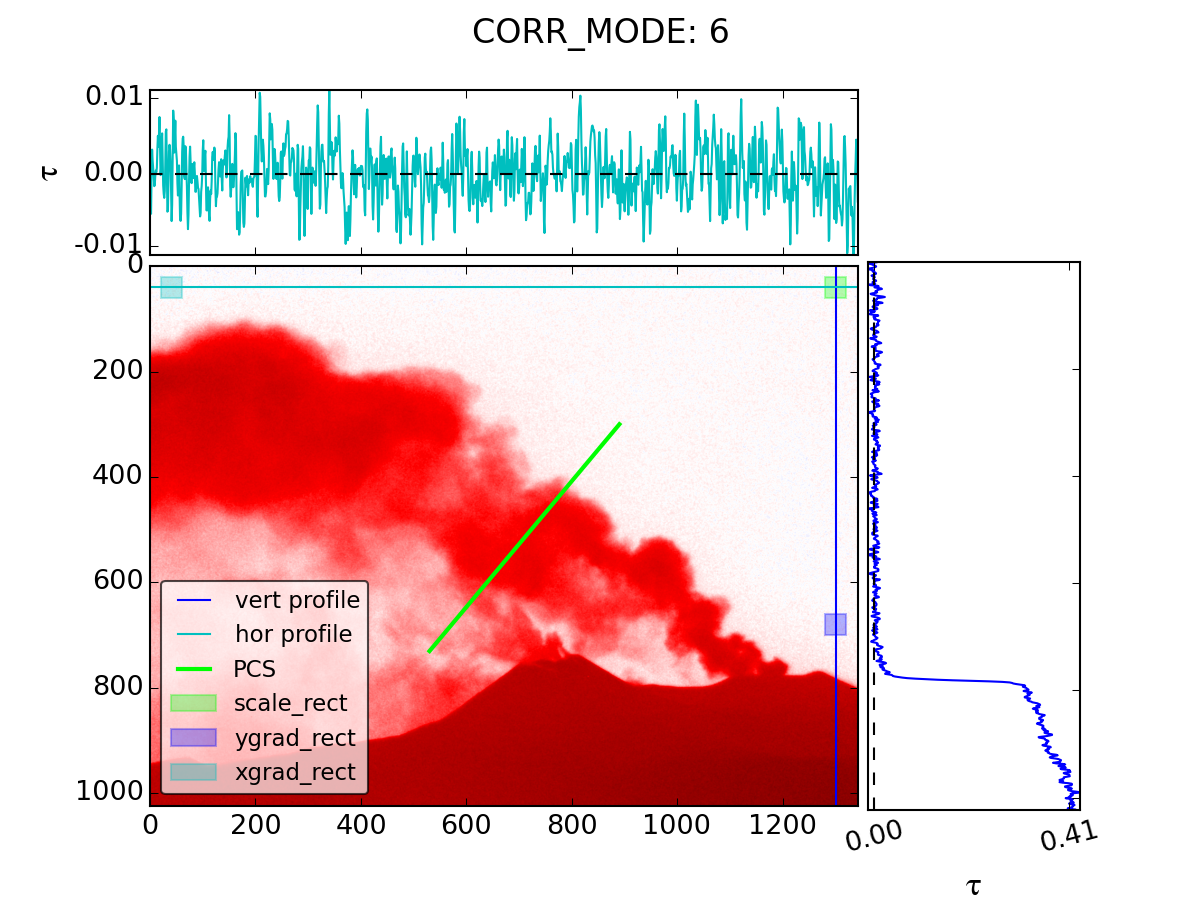 CORR_MODE: 6
0.01
τ
0.00
-0.01
0
200
400
600
800
1000
vert profile
hor profile
PCS
scale_rect
ygrad_rect
xgrad_rect
0 200 400 600 800 1000 1200
0.00 0.41
τ